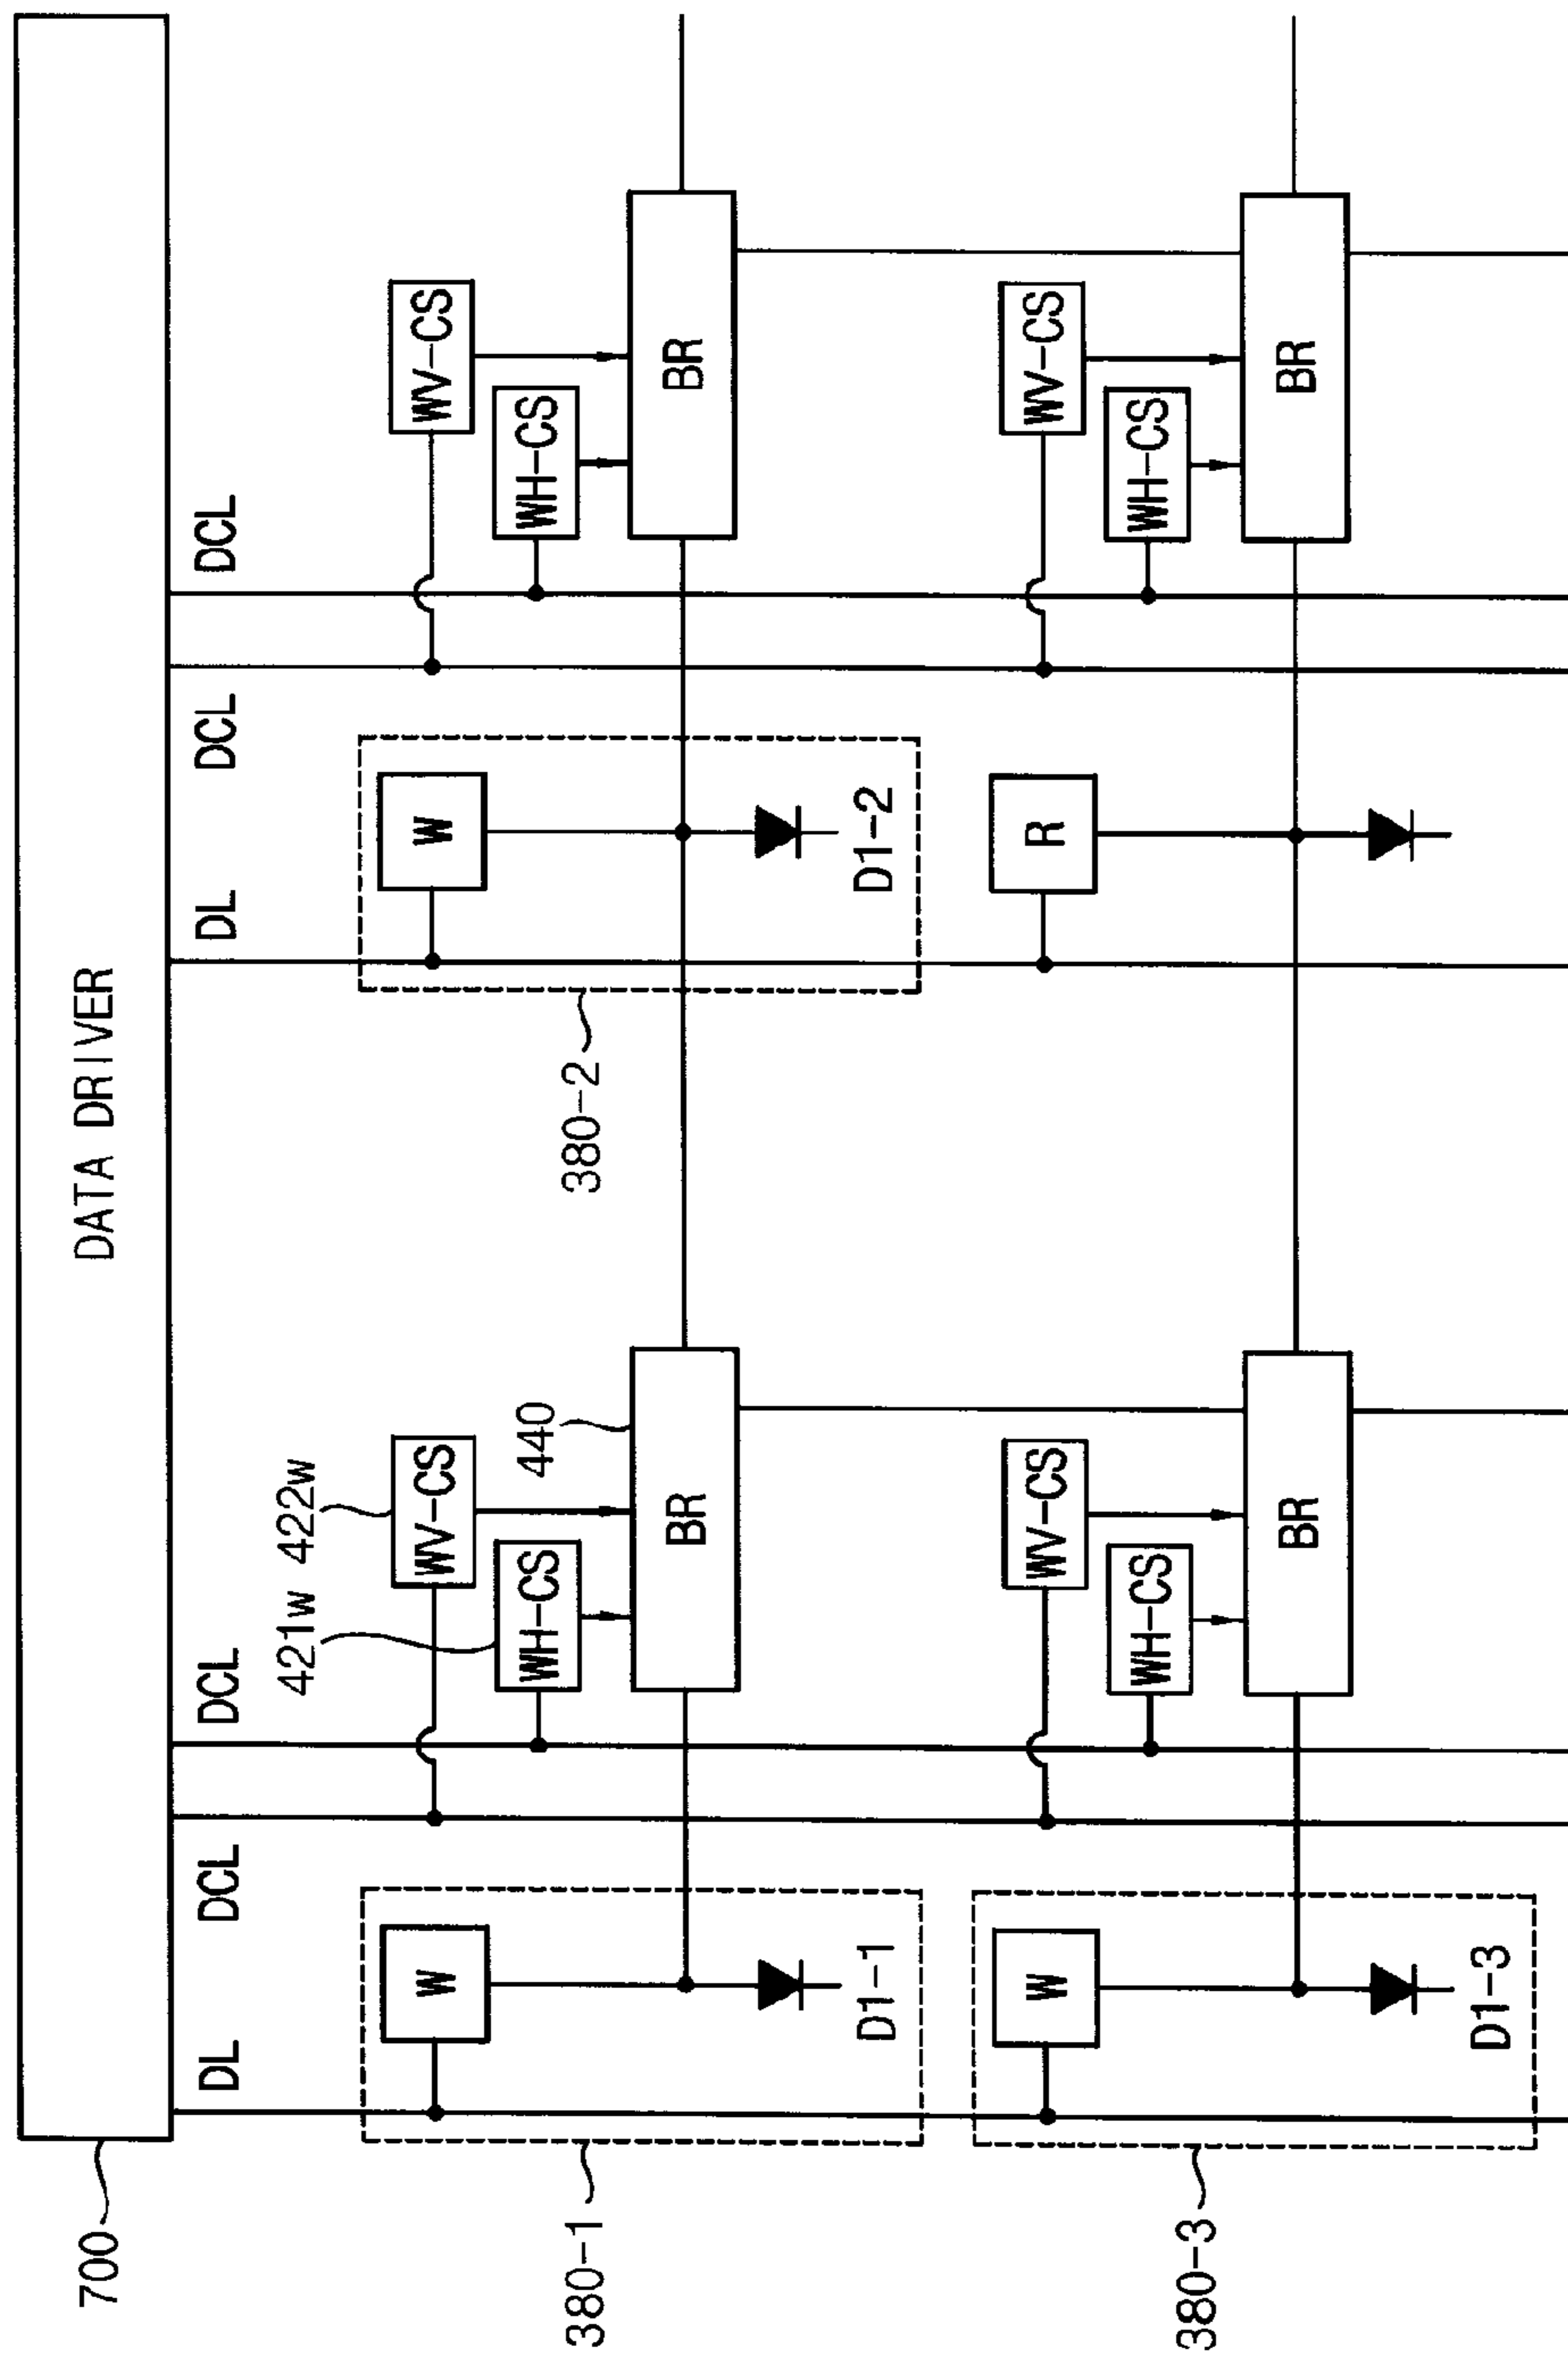 700
DATA DRIVER
DL
DCL
DCL
DL
DCL
DCL
421w
422w
W
WV-CS
W
WV-CS
WH-CS
WH-CS
440
380-1
380-2
BR
BR
D1-1
D1-2
W
WV-CS
R
WV-CS
WH-CS
WH-CS
380-3
BR
BR
D1-3